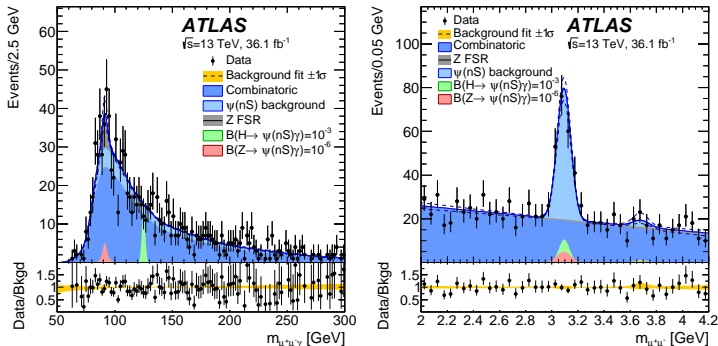 ATLAS
√s=13 TeV, 36.1 fb⁻¹
Data
Background fit ±1σ
Combinatoric
ψ(nS) background
Z FSR
B(H→ ψ(nS)γ)=10⁻³
B(Z→ ψ(nS)γ)=10⁻⁶
Events/2.5 GeV
60
50
40
30
20
10
Data/Bkgd
1.5
1
0.5
50 100 150 200 250 300
m_μ⁺μ⁻γ [GeV]
ATLAS
√s=13 TeV, 36.1 fb⁻¹
Data
Background fit ±1σ
Combinatoric
Z FSR
ψ(nS) background
B(H→ ψ(nS)γ)=10⁻³
B(Z→ ψ(nS)γ)=10⁻⁶
Events/0.05 GeV
100
80
60
40
20
Data/Bkgd
1.5
1
0.5
2 2.2 2.4 2.6 2.8 3 3.2 3.4 3.6 3.8 4 4.2
m_μ⁺μ⁻ [GeV]